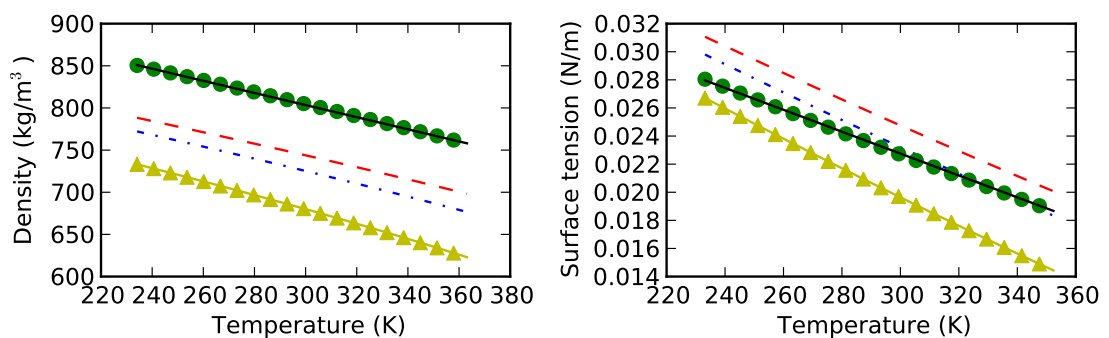 Density (kg/m³)
900
850
800
750
700
650
600
220 240 260 280 300 320 340 360 380
Temperature (K)
Surface tension (N/m)
0.032
0.030
0.028
0.026
0.024
0.022
0.020
0.018
0.016
0.014
220 240 260 280 300 320 340 360
Temperature (K)